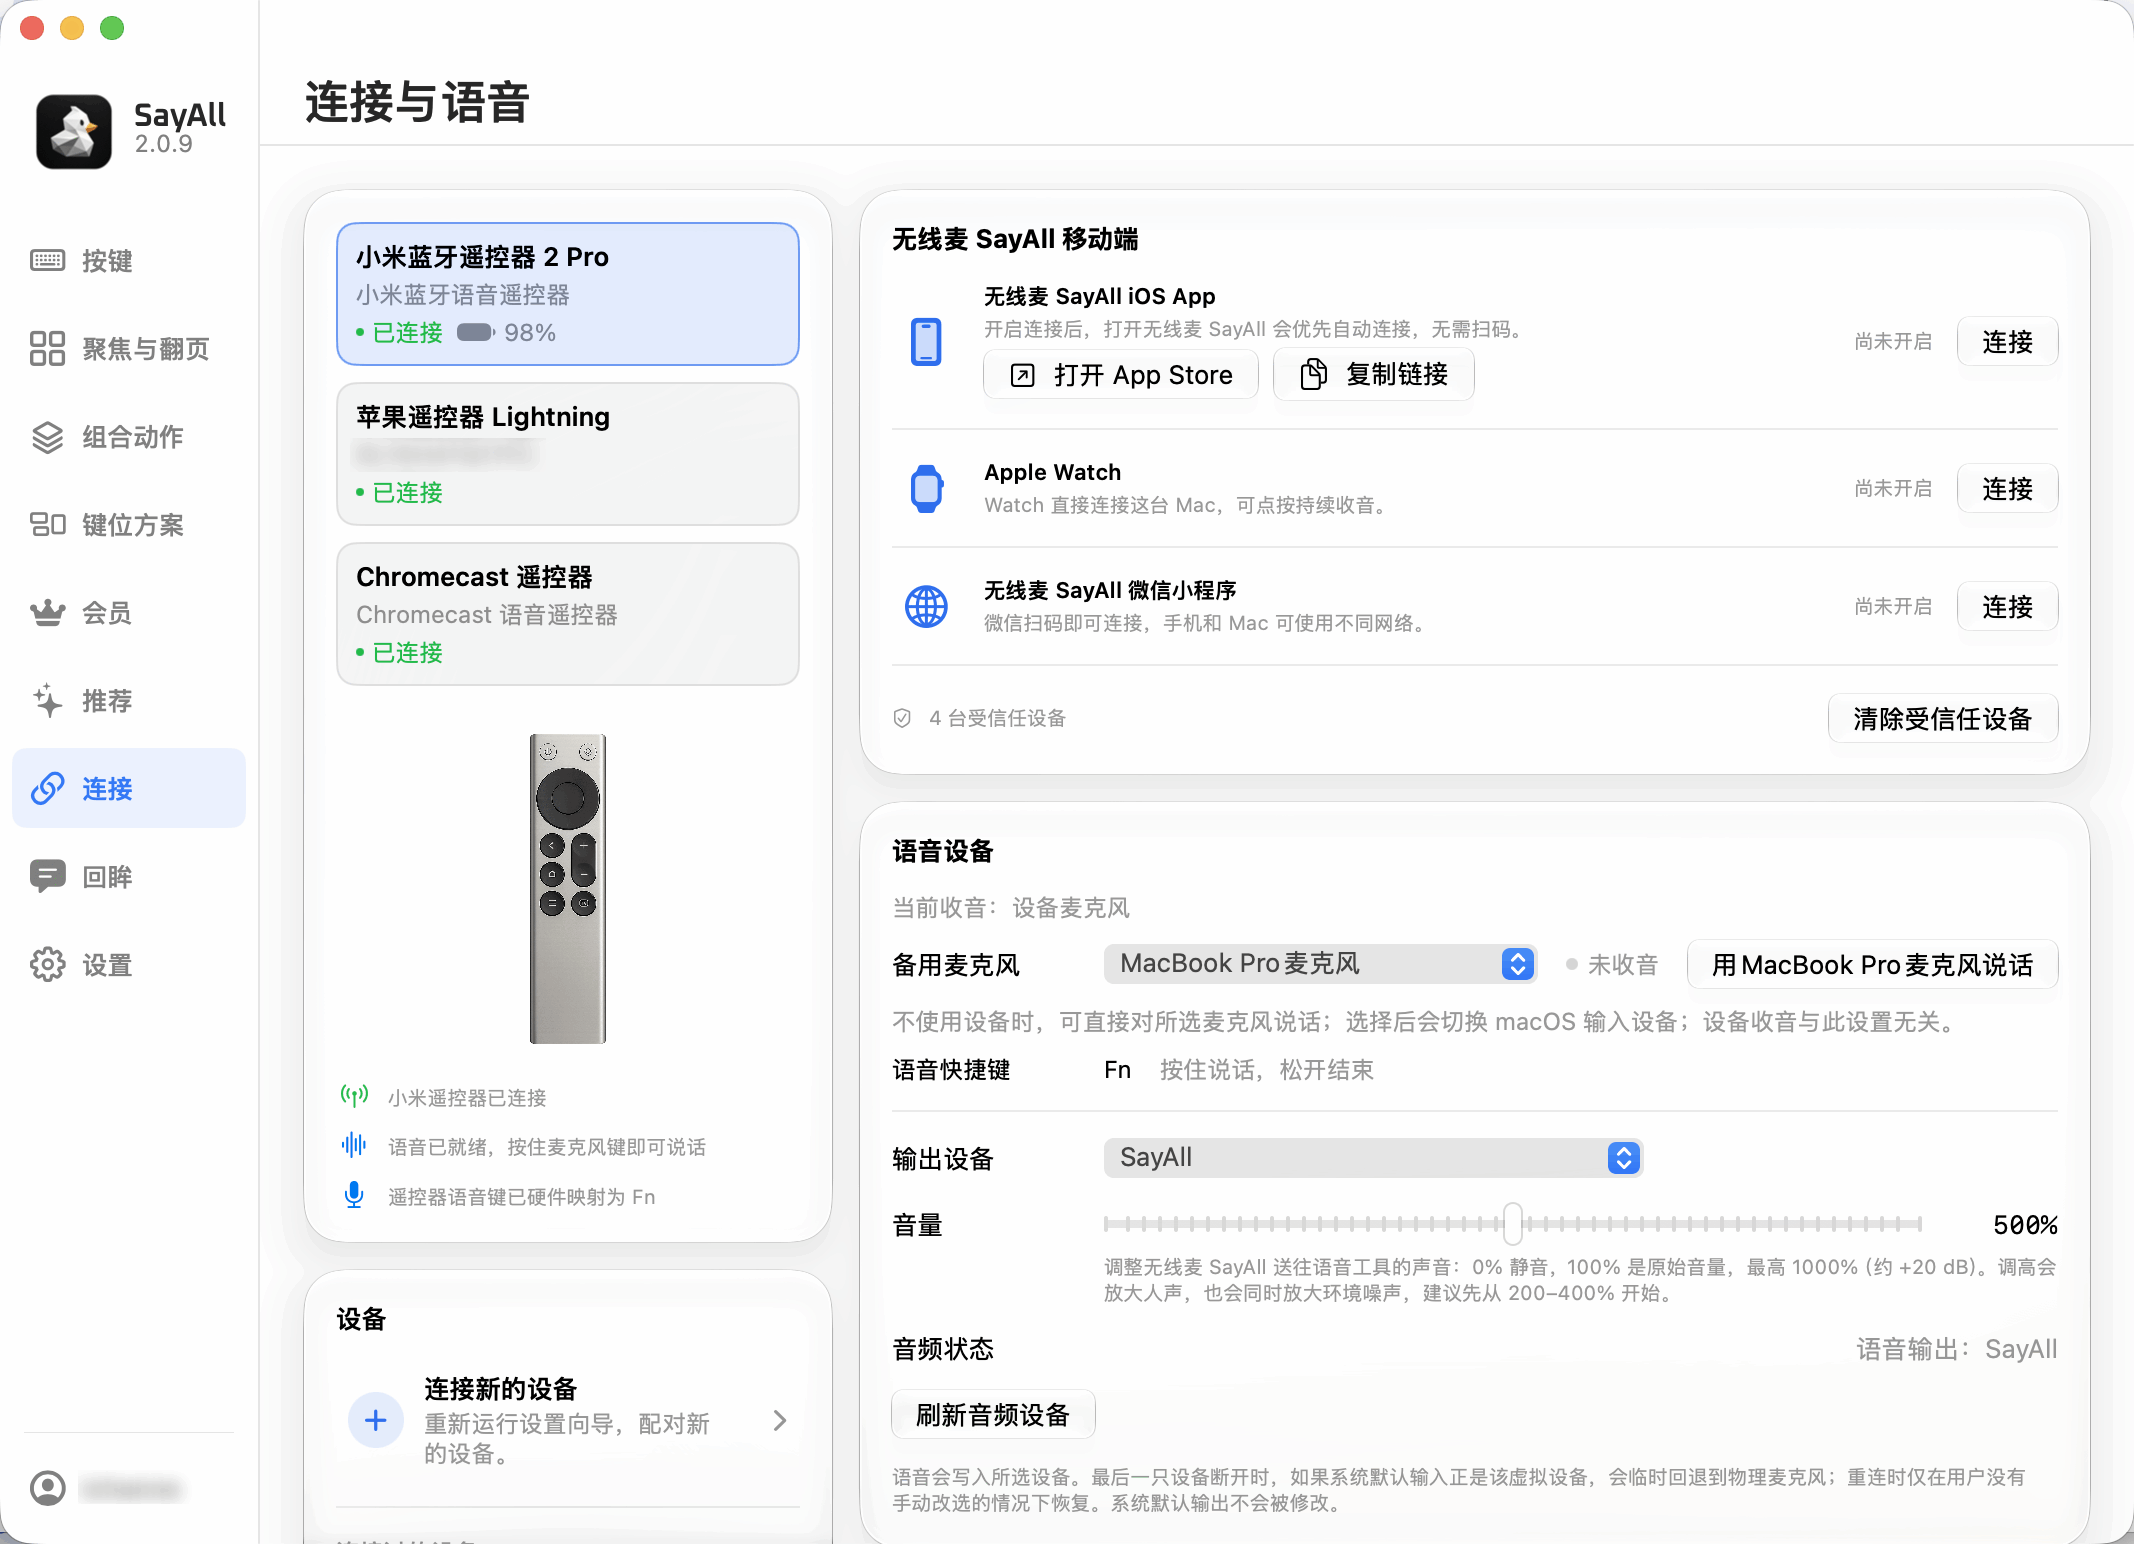 SayAll
2.0.9
按键
聚焦与翻页
组合动作
键位方案
会员
推荐
连接
回眸
设置
连接与语音
小米蓝牙遥控器 2 Pro
小米蓝牙语音遥控器
已连接 98%
苹果遥控器 Lightning
已连接
Chromecast 遥控器
Chromecast 语音遥控器
已连接
小米遥控器已连接
语音已就绪，按住麦克风键即可说话
遥控器语音键已硬件映射为 Fn
设备
连接新的设备
重新运行设置向导，配对新
的设备。
无线麦 SayAll 移动端
无线麦 SayAll iOS App
开启连接后，打开无线麦 SayAll 会优先自动连接，无需扫码。
尚未开启 连接
打开 App Store 复制链接
Apple Watch
Watch 直接连接这台 Mac，可点按持续收音。
尚未开启 连接
无线麦 SayAll 微信小程序
微信扫码即可连接，手机和 Mac 可使用不同网络。
尚未开启 连接
4 台受信任设备 清除受信任设备
语音设备
当前收音：设备麦克风
备用麦克风 MacBook Pro麦克风 未收音 用MacBook Pro麦克风说话
不使用设备时，可直接对所选麦克风说话；选择后会切换 macOS 输入设备；设备收音与此设置无关。
语音快捷键 Fn 按住说话，松开结束
输出设备 SayAll
音量 500%
调整无线麦 SayAll 送往语音工具的声音：0% 静音，100% 是原始音量，最高 1000% (约 +20 dB)。调高会
放大人声，也会同时放大环境噪声，建议先从 200–400% 开始。
音频状态 语音输出：SayAll
刷新音频设备
语音会写入所选设备。最后一只设备断开时，如果系统默认输入正是该虚拟设备，会临时回退到物理麦克风；重连时仅在用户没有
手动改选的情况下恢复。系统默认输出不会被修改。